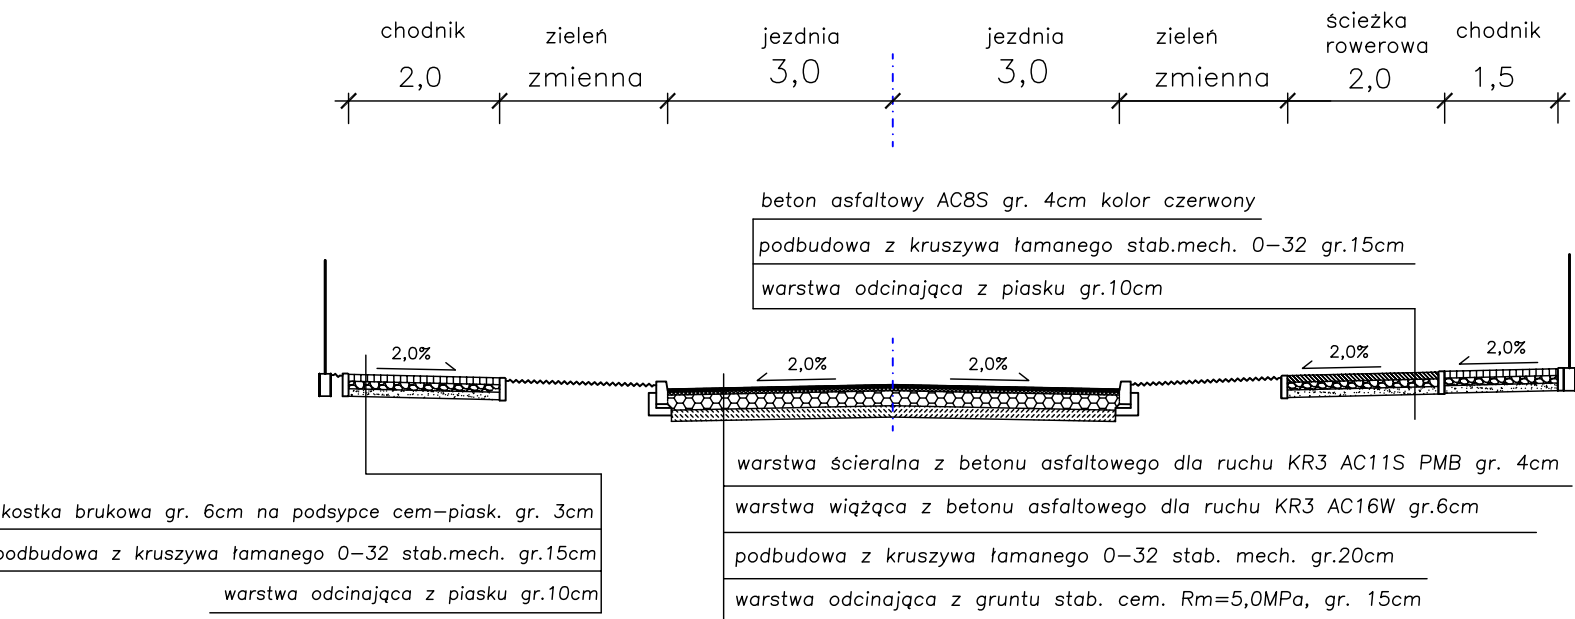 chodnik
zieleń
jezdnia
jezdnia
zieleń
ścieżka
rowerowa
chodnik
2,0
zmienna
3,0
3,0
zmienna
2,0
1,5
beton asfaltowy AC8S gr. 4cm kolor czerwony
podbudowa z kruszywa łamanego stab.mech. 0-32 gr.15cm
warstwa odcinająca z piasku gr.10cm
2,0%
2,0%
2,0%
2,0%
2,0%
warstwa ścieralna z betonu asfaltowego dla ruchu KR3 AC11S PMB gr. 4cm
warstwa wiążąca z betonu asfaltowego dla ruchu KR3 AC16W gr.6cm
podbudowa z kruszywa łamanego 0-32 stab. mech. gr.20cm
warstwa odcinająca z gruntu stab. cem. Rm=5,0MPa, gr. 15cm
kostka brukowa gr. 6cm na podsypce cem-piask. gr. 3cm
podbudowa z kruszywa łamanego 0-32 stab.mech. gr.15cm
warstwa odcinająca z piasku gr.10cm